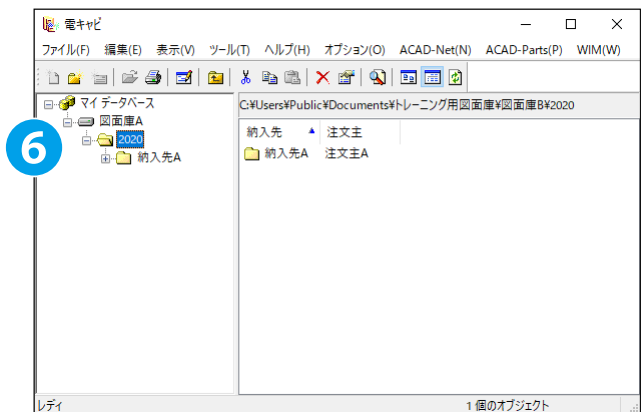 電キャビ
ファイル(F) 編集(E) 表示(V) ツール(T) ヘルプ(H) オプション(O) ACAD-Net(N) ACAD-Parts(P) WIM(W)
マイ データベース
図面庫A
2020
納入先A
6
C:¥Users¥Public¥Documents¥トレーニング用図面庫¥図面庫B¥2020
納入先 注文主
納入先A 注文主A
レディ
1 個のオブジェクト